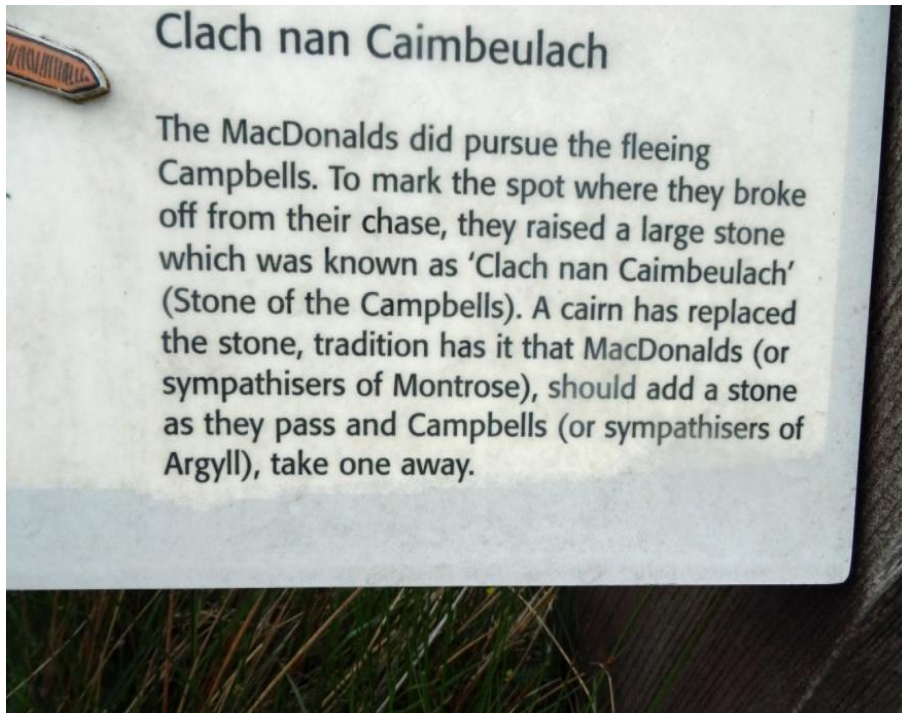 Clach nan Caimbeulach
The MacDonalds did pursue the fleeing
Campbells. To mark the spot where they broke
off from their chase, they raised a large stone
which was known as ‘Clach nan Caimbeulach’
(Stone of the Campbells). A cairn has replaced
the stone, tradition has it that MacDonalds (or
sympathisers of Montrose), should add a stone
as they pass and Campbells (or sympathisers of
Argyll), take one away.